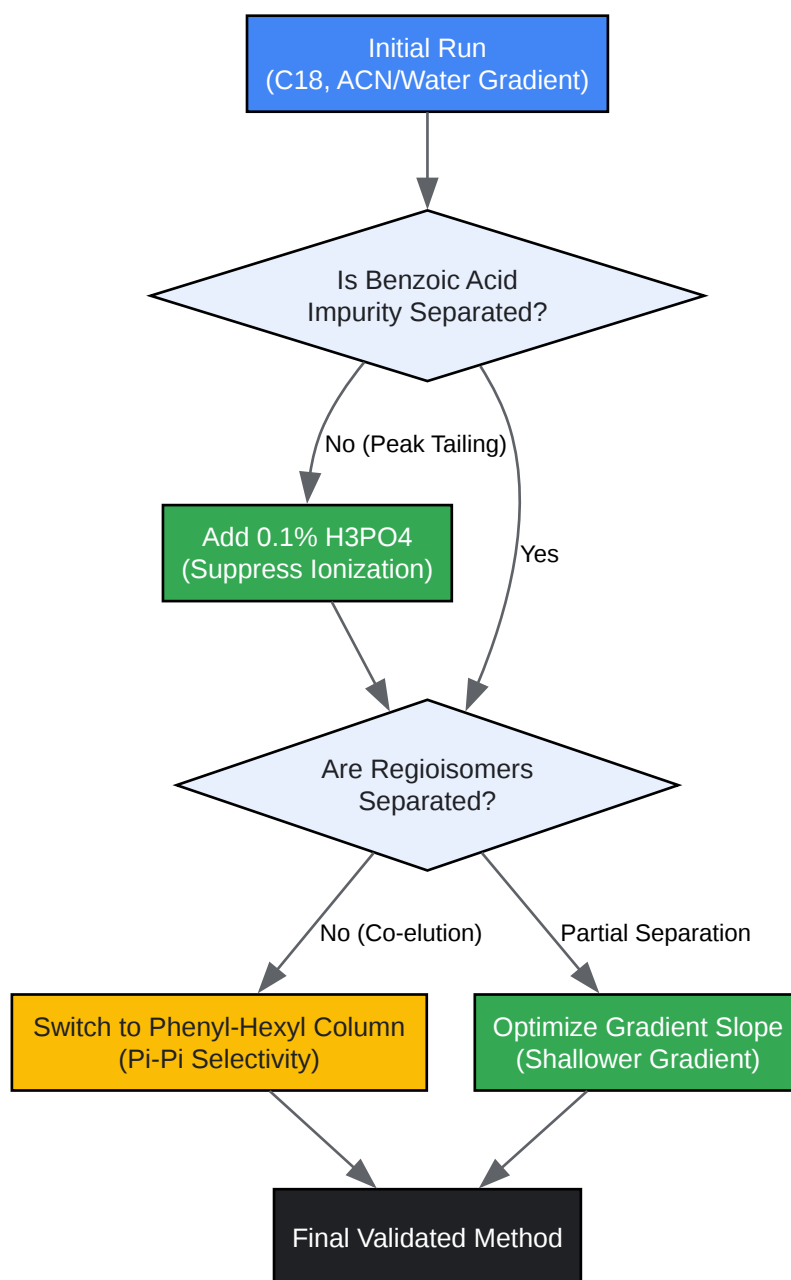 Initial Run
(C18, ACN/Water Gradient)
Is Benzoic Acid
Impurity Separated?
No (Peak Tailing)
Add 0.1% H3PO4
(Suppress Ionization)
Yes
Are Regioisomers
Separated?
No (Co-elution)
Partial Separation
Switch to Phenyl-Hexyl Column
(Pi-Pi Selectivity)
Optimize Gradient Slope
(Shallower Gradient)
Final Validated Method